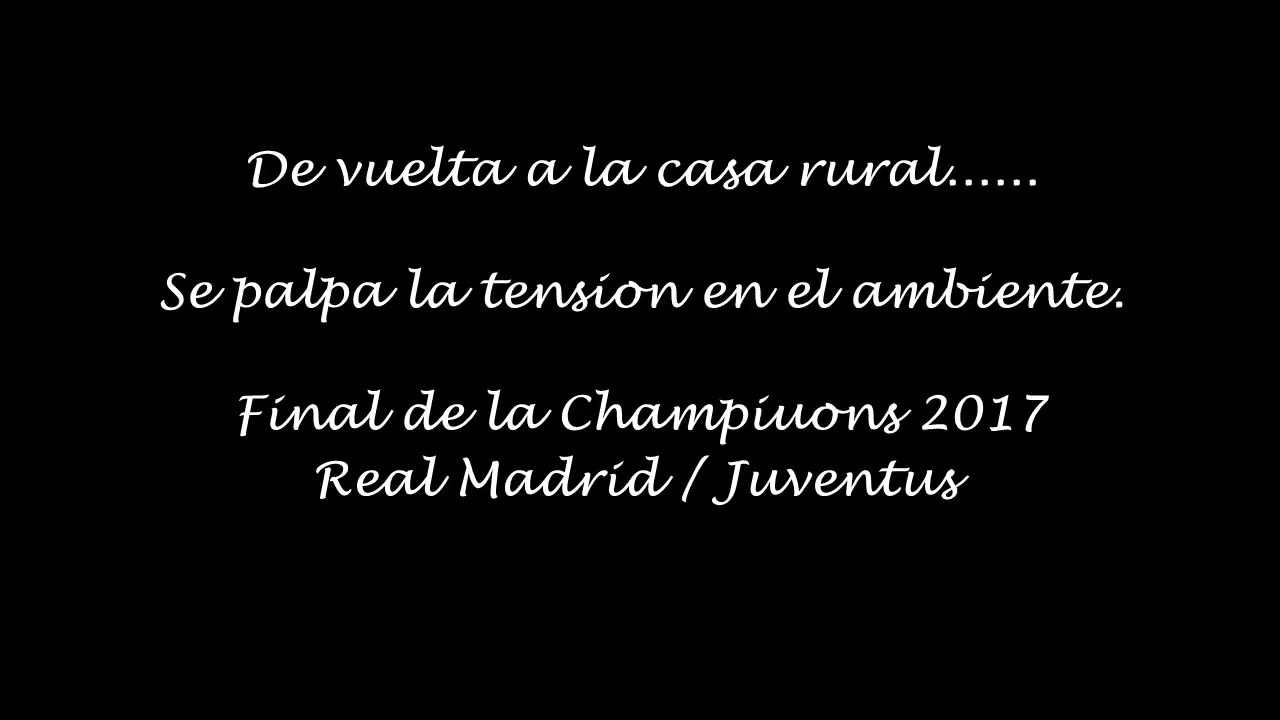 De vuelta a la casa rural......
Se palpa la tension en el ambiente.
Final de la Champiuons 2017
Real Madrid / Juventus